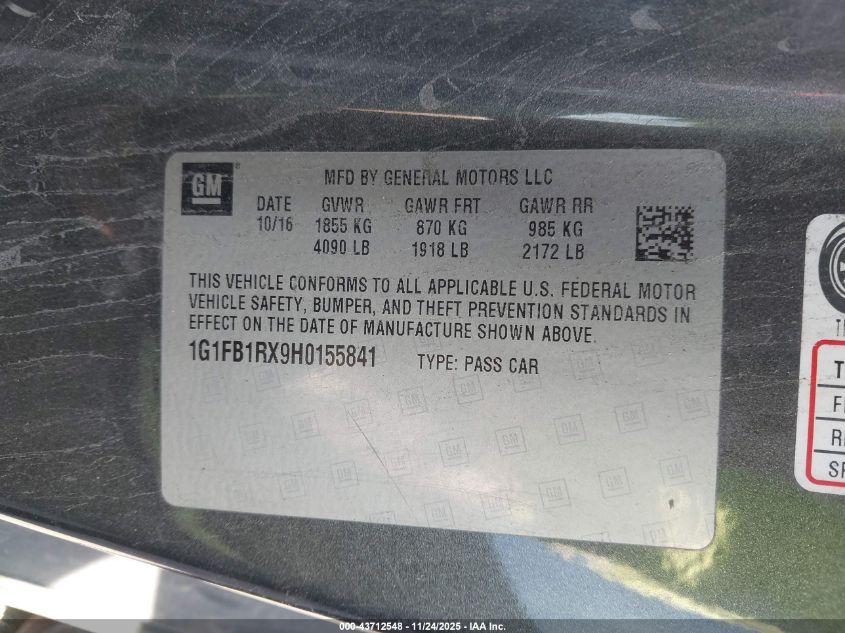 GM
MFD BY GENERAL MOTORS LLC
DATE GVWR GAWR FRT GAWR RR
10/16 1855 KG 870 KG 985 KG
4090 LB 1918 LB 2172 LB
THIS VEHICLE CONFORMS TO ALL APPLICABLE U.S. FEDERAL MOTOR
VEHICLE SAFETY, BUMPER, AND THEFT PREVENTION STANDARDS IN
EFFECT ON THE DATE OF MANUFACTURE SHOWN ABOVE.
1G1FB1RX9H0155841 TYPE: PASS CAR
000-43712548 - 11/24/2025 - IAA Inc.